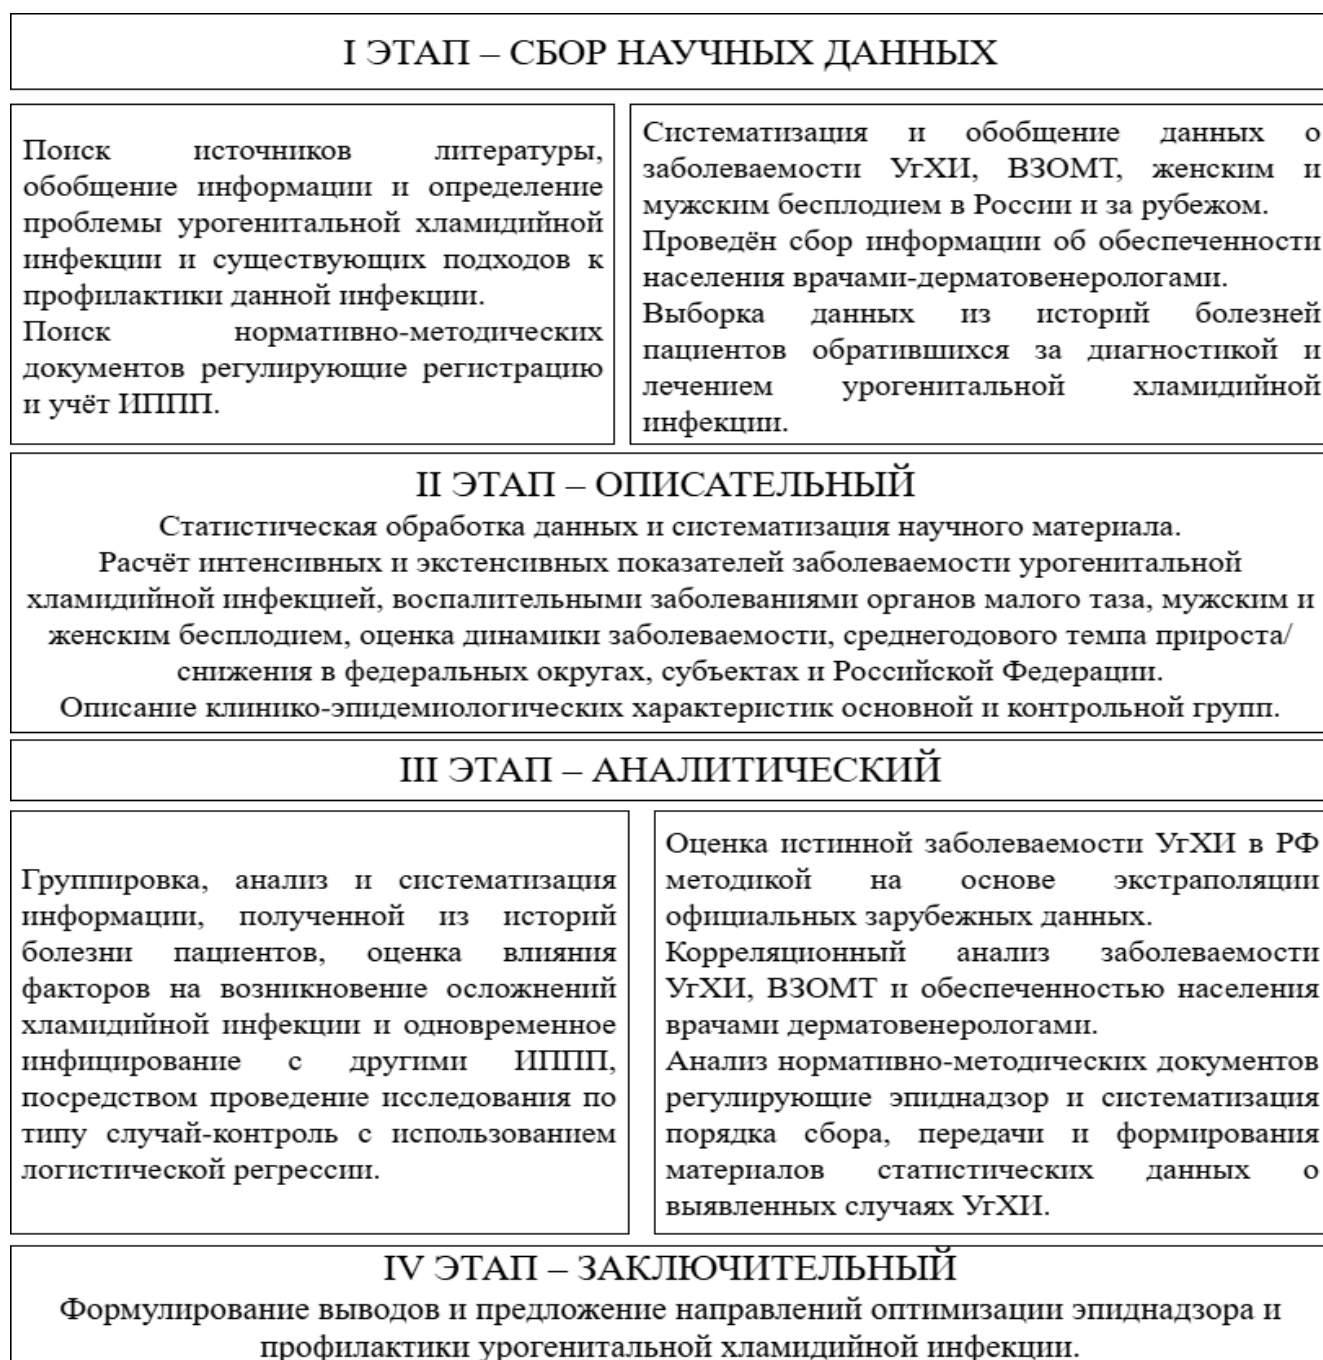 I ЭТАП – СБОР НАУЧНЫХ ДАННЫХ
Поиск источников литературы,
обобщение информации и определение
проблемы урогенитальной хламидийной
инфекции и существующих подходов к
профилактики данной инфекции.
Поиск нормативно-методических
документов регулирующие регистрацию
и учёт ИППП.
Систематизация и обобщение данных о
заболеваемости УгХИ, ВЗОМТ, женским и
мужским бесплодием в России и за рубежом.
Проведён сбор информации об обеспеченности
населения врачами-дерматовенерологами.
Выборка данных из историй болезней
пациентов обратившихся за диагностикой и
лечением урогенитальной хламидийной
инфекции.
II ЭТАП – ОПИСАТЕЛЬНЫЙ
Статистическая обработка данных и систематизация научного материала.
Расчёт интенсивных и экстенсивных показателей заболеваемости урогенитальной
хламидийной инфекцией, воспалительными заболеваниями органов малого таза, мужским и
женским бесплодием, оценка динамики заболеваемости, среднегодового темпа прироста/
снижения в федеральных округах, субъектах и Российской Федерации.
Описание клинико-эпидемиологических характеристик основной и контрольной групп.
III ЭТАП – АНАЛИТИЧЕСКИЙ
Группировка, анализ и систематизация
информации, полученной из историй
болезни пациентов, оценка влияния
факторов на возникновение осложнений
хламидийной инфекции и одновременное
инфицирование с другими ИППП,
посредством проведение исследования по
типу случай-контроль с использованием
логистической регрессии.
Оценка истинной заболеваемости УгХИ в РФ
методикой на основе экстраполяции
официальных зарубежных данных.
Корреляционный анализ заболеваемости
УгХИ, ВЗОМТ и обеспеченностью населения
врачами дерматовенерологами.
Анализ нормативно-методических документов
регулирующие эпиднадзор и систематизация
порядка сбора, передачи и формирования
материалов статистических данных о
выявленных случаях УгХИ.
IV ЭТАП – ЗАКЛЮЧИТЕЛЬНЫЙ
Формулирование выводов и предложение направлений оптимизации эпиднадзора и
профилактики урогенитальной хламидийной инфекции.